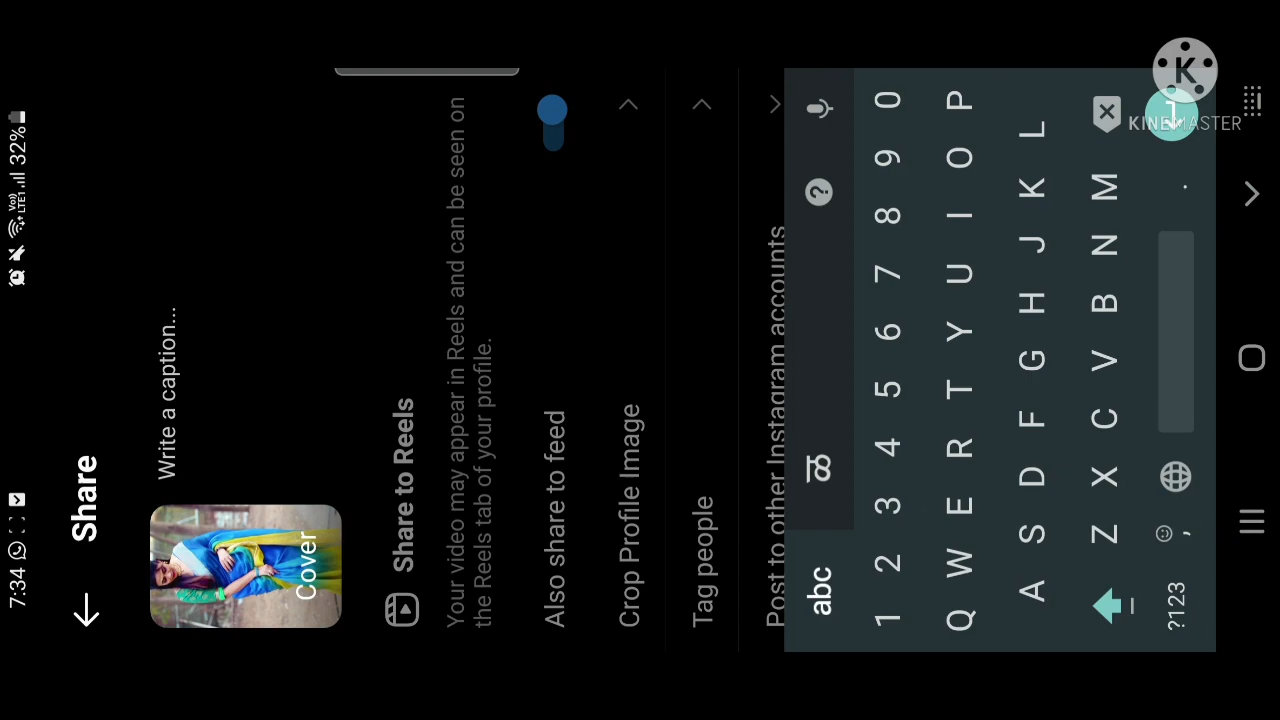 7:34 Vo)) LTE1 32%
Share
Write a caption...
Cover
Share to Reels
Your video may appear in Reels and can be seen on
the Reels tab of your profile.
Also share to feed
Crop Profile Image
Tag people
Post to other Instagram accounts
abc ?
1 2 3 4 5 6 7 8 9 0
Q W E R T Y U I O P
A S D F G H J K L
Z X C V B N M
?123 , .
K
KINEMASTER